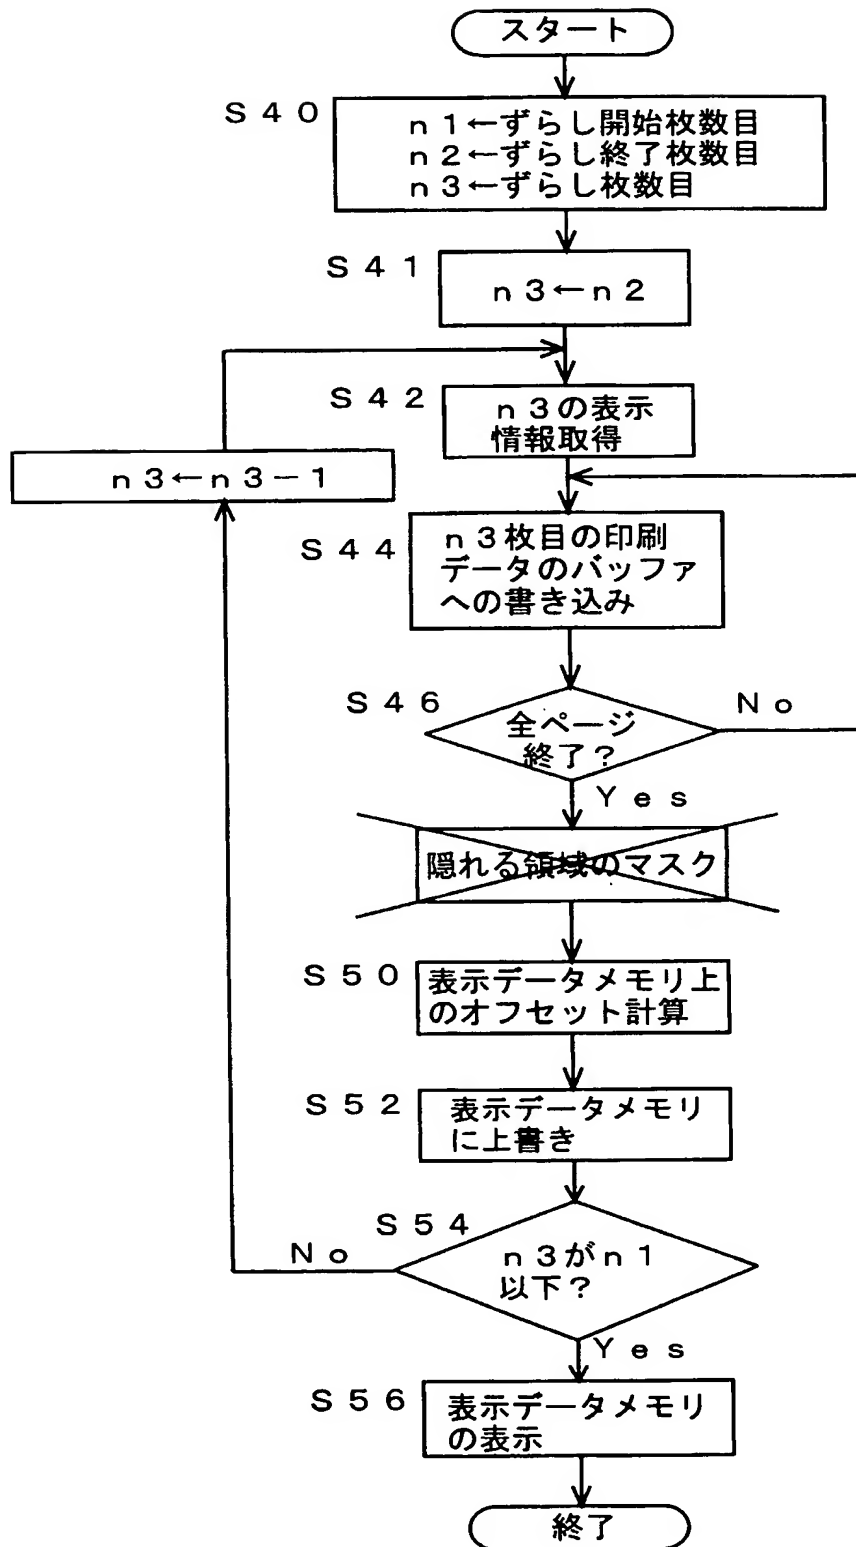 スタート
S40
n1←ずらし開始枚数目
n2←ずらし終了枚数目
n3←ずらし枚数目
S41
n3←n2
S42
n3の表示
情報取得
n3←n3−1
S44
n3枚目の印刷
データのバッファ
への書き込み
S46
全ページ
終了?
No
Yes
隠れる領域のマスク
S50
表示データメモリ上
のオフセット計算
S52
表示データメモリ
に上書き
S54
n3がn1
以下?
No
Yes
S56
表示データメモリ
の表示
終了